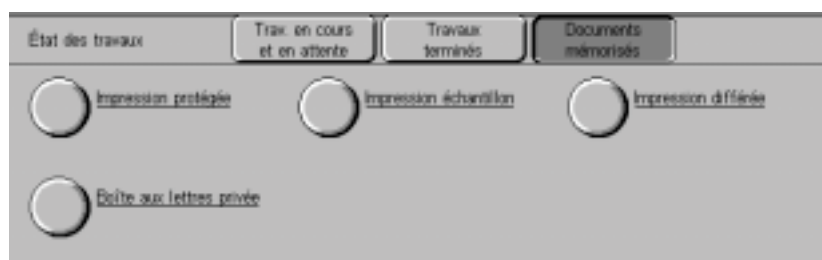 État des travaux
Trav. en cours
et en attente
Travaux
terminés
Documents
mémorisés
Impression protégée
Impression échantillon
Impression différée
Boîte aux lettres privée